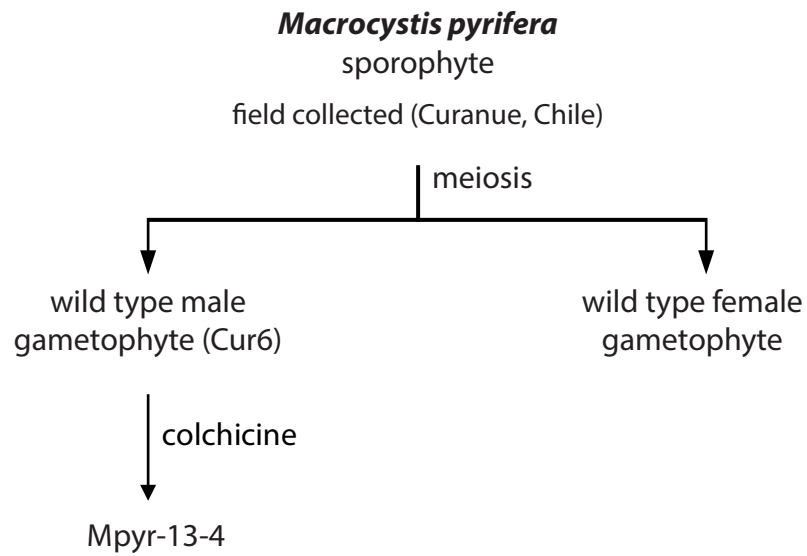 Macrocystis pyrifera
sporophyte
field collected (Curanue, Chile)
meiosis
wild type male
gametophyte (Cur6)
wild type female
gametophyte
colchicine
Mpyr-13-4